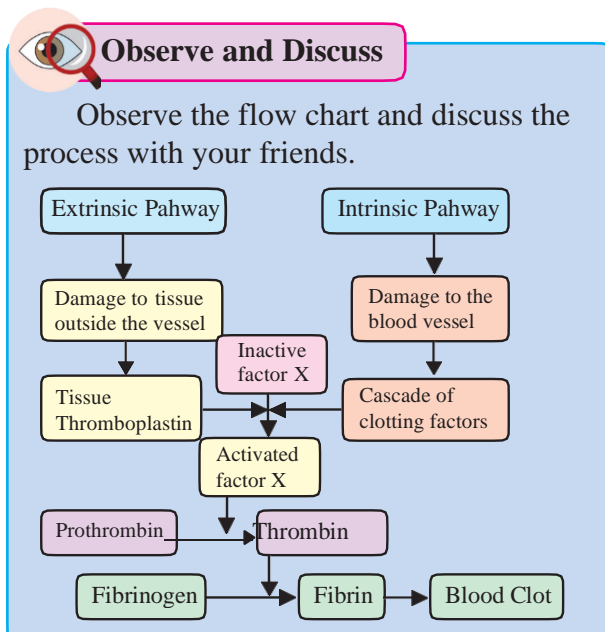 Observe and Discuss
Observe the flow chart and discuss the
process with your friends.
Extrinsic Pahway
Intrinsic Pahway
Damage to tissue
outside the vessel
Damage to the
blood vessel
Inactive
factor X
Tissue
Thromboplastin
Cascade of
clotting factors
Activated
factor X
Prothrombin
Thrombin
Fibrinogen
Fibrin
Blood Clot